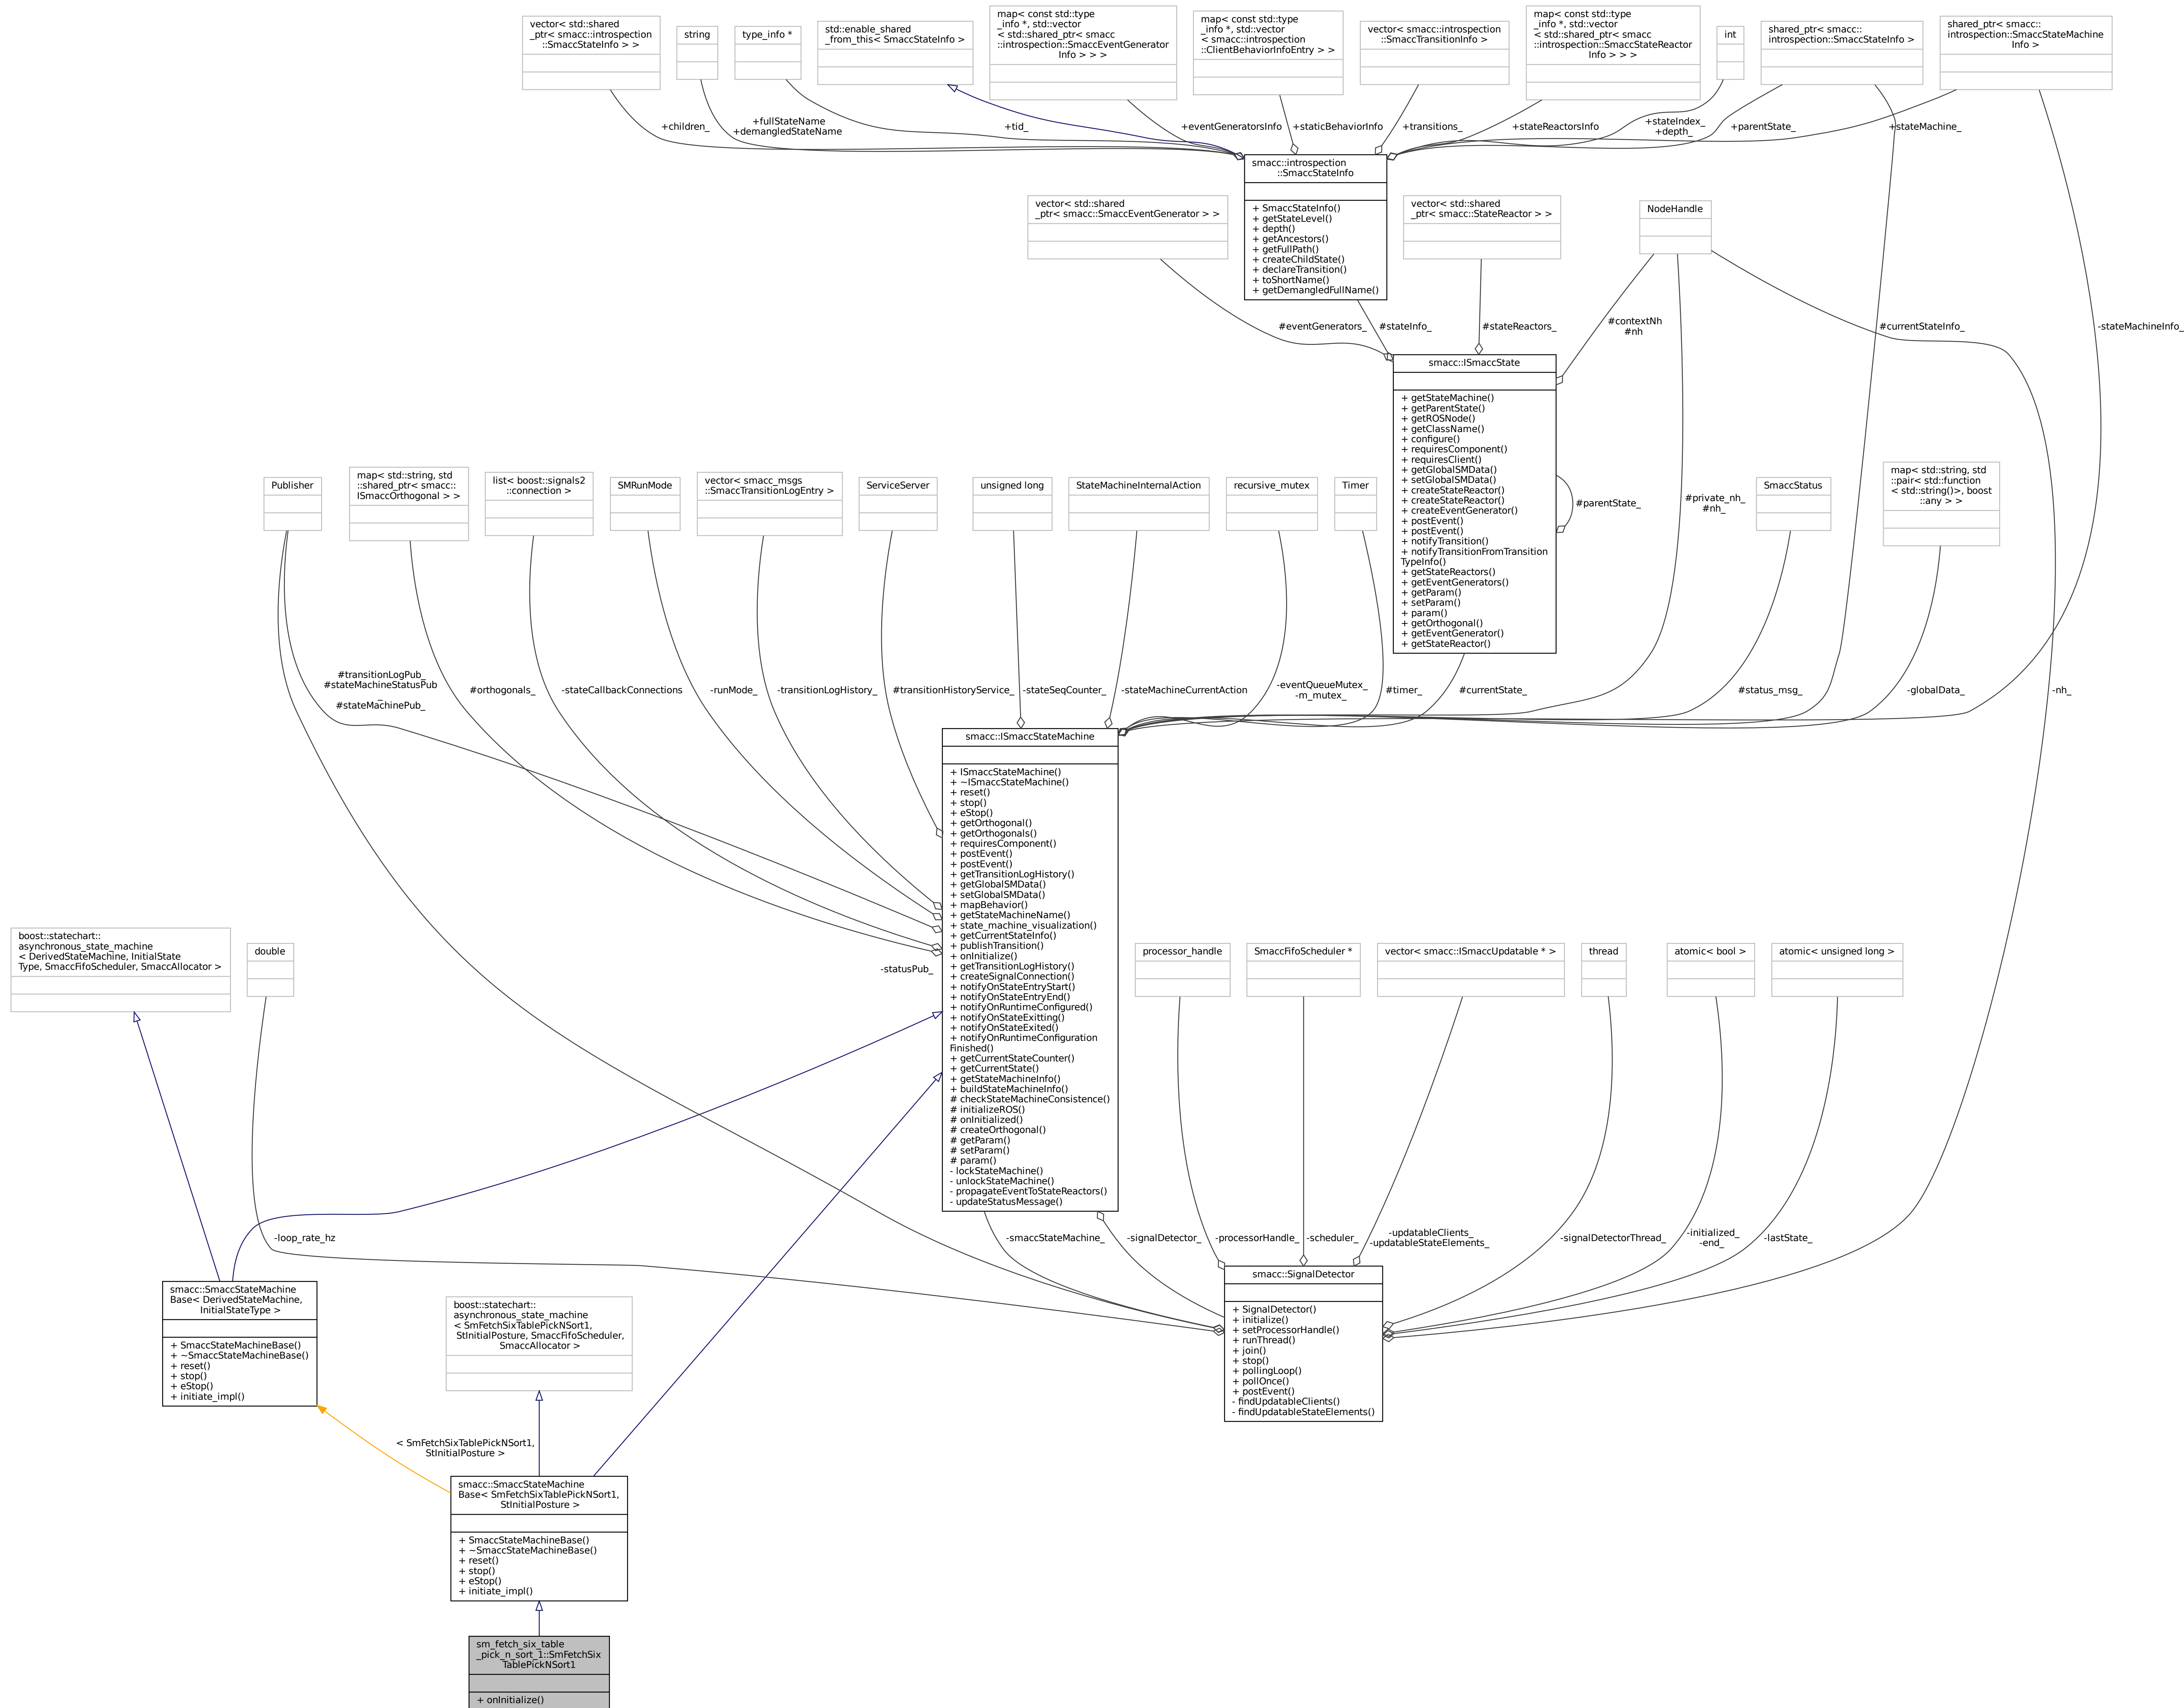 vector< std::shared
_ptr< smacc::introspection
::SmaccStateInfo > >
string
type_info *
std::enable_shared
_from_this< SmaccStateInfo >
map< const std::type
_info *, std::vector
< std::shared_ptr< smacc
::introspection::SmaccEventGenerator
Info > > >
map< const std::type
_info *, std::vector
< smacc::introspection
::ClientBehaviorInfoEntry > >
vector< smacc::introspection
::SmaccTransitionInfo >
map< const std::type
_info *, std::vector
< std::shared_ptr< smacc
::introspection::SmaccStateReactor
Info > > >
int
shared_ptr< smacc::
introspection::SmaccStateInfo >
shared_ptr< smacc::
introspection::SmaccStateMachine
Info >
+children_
+fullStateName
+demangledStateName
+tid_
+eventGeneratorsInfo
+staticBehaviorInfo
+transitions_
+stateReactorsInfo
+stateIndex_
+depth_
+parentState_
+stateMachine_
smacc::introspection
::SmaccStateInfo
+ SmaccStateInfo()
+ getStateLevel()
+ depth()
+ getAncestors()
+ getFullPath()
+ createChildState()
+ declareTransition()
+ toShortName()
+ getDemangledFullName()
vector< std::shared
_ptr< smacc::SmaccEventGenerator > >
vector< std::shared
_ptr< smacc::StateReactor > >
NodeHandle
#eventGenerators_
#stateInfo_
#stateReactors_
#contextNh
#nh
#currentStateInfo_
-stateMachineInfo_
smacc::ISmaccState
+ getStateMachine()
+ getParentState()
+ getROSNode()
+ getClassName()
+ configure()
+ requiresComponent()
+ requiresClient()
+ getGlobalSMData()
+ setGlobalSMData()
+ createStateReactor()
+ createStateReactor()
+ createEventGenerator()
+ postEvent()
+ postEvent()
+ notifyTransition()
+ notifyTransitionFromTransition
TypeInfo()
+ getStateReactors()
+ getEventGenerators()
+ getParam()
+ setParam()
+ param()
+ getOrthogonal()
+ getEventGenerator()
+ getStateReactor()
#parentState_
#private_nh_
#nh_
Publisher
map< std::string, std
::shared_ptr< smacc::
ISmaccOrthogonal > >
list< boost::signals2
::connection >
SMRunMode
vector< smacc_msgs
::SmaccTransitionLogEntry >
ServiceServer
unsigned long
StateMachineInternalAction
recursive_mutex
Timer
SmaccStatus
map< std::string, std
::pair< std::function
< std::string()>, boost
::any > >
#transitionLogPub_
#stateMachineStatusPub
_
#stateMachinePub_
#orthogonals_
-stateCallbackConnections
-runMode_
-transitionLogHistory_
#transitionHistoryService_
-stateSeqCounter_
-stateMachineCurrentAction
-eventQueueMutex_
-m_mutex_
#timer_
#currentState_
#status_msg_
-globalData_
-nh_
smacc::ISmaccStateMachine
+ ISmaccStateMachine()
+ ~ISmaccStateMachine()
+ reset()
+ stop()
+ eStop()
+ getOrthogonal()
+ getOrthogonals()
+ requiresComponent()
+ postEvent()
+ postEvent()
+ getTransitionLogHistory()
+ getGlobalSMData()
+ setGlobalSMData()
+ mapBehavior()
+ getStateMachineName()
+ state_machine_visualization()
+ getCurrentStateInfo()
+ publishTransition()
+ onInitialize()
+ getTransitionLogHistory()
+ createSignalConnection()
+ notifyOnStateEntryStart()
+ notifyOnStateEntryEnd()
+ notifyOnRuntimeConfigured()
+ notifyOnStateExitting()
+ notifyOnStateExited()
+ notifyOnRuntimeConfiguration
Finished()
+ getCurrentStateCounter()
+ getCurrentState()
+ getStateMachineInfo()
+ buildStateMachineInfo()
# checkStateMachineConsistence()
# initializeROS()
# onInitialized()
# createOrthogonal()
# getParam()
# setParam()
# param()
- lockStateMachine()
- unlockStateMachine()
- propagateEventToStateReactors()
- updateStatusMessage()
boost::statechart::
asynchronous_state_machine
< DerivedStateMachine, InitialState
Type, SmaccFifoScheduler, SmaccAllocator >
double
-statusPub_
processor_handle
SmaccFifoScheduler *
vector< smacc::ISmaccUpdatable * >
thread
atomic< bool >
atomic< unsigned long >
-loop_rate_hz
-smaccStateMachine_
-signalDetector_
-processorHandle_
-scheduler_
-updatableClients_
-updatableStateElements_
-signalDetectorThread_
-initialized_
-end_
-lastState_
smacc::SignalDetector
+ SignalDetector()
+ initialize()
+ setProcessorHandle()
+ runThread()
+ join()
+ stop()
+ pollingLoop()
+ pollOnce()
+ postEvent()
- findUpdatableClients()
- findUpdatableStateElements()
smacc::SmaccStateMachine
Base< DerivedStateMachine,
InitialStateType >
+ SmaccStateMachineBase()
+ ~SmaccStateMachineBase()
+ reset()
+ stop()
+ eStop()
+ initiate_impl()
boost::statechart::
asynchronous_state_machine
< SmFetchSixTablePickNSort1,
StInitialPosture, SmaccFifoScheduler,
SmaccAllocator >
< SmFetchSixTablePickNSort1,
StInitialPosture >
smacc::SmaccStateMachine
Base< SmFetchSixTablePickNSort1,
StInitialPosture >
+ SmaccStateMachineBase()
+ ~SmaccStateMachineBase()
+ reset()
+ stop()
+ eStop()
+ initiate_impl()
sm_fetch_six_table
_pick_n_sort_1::SmFetchSix
TablePickNSort1
+ onInitialize()